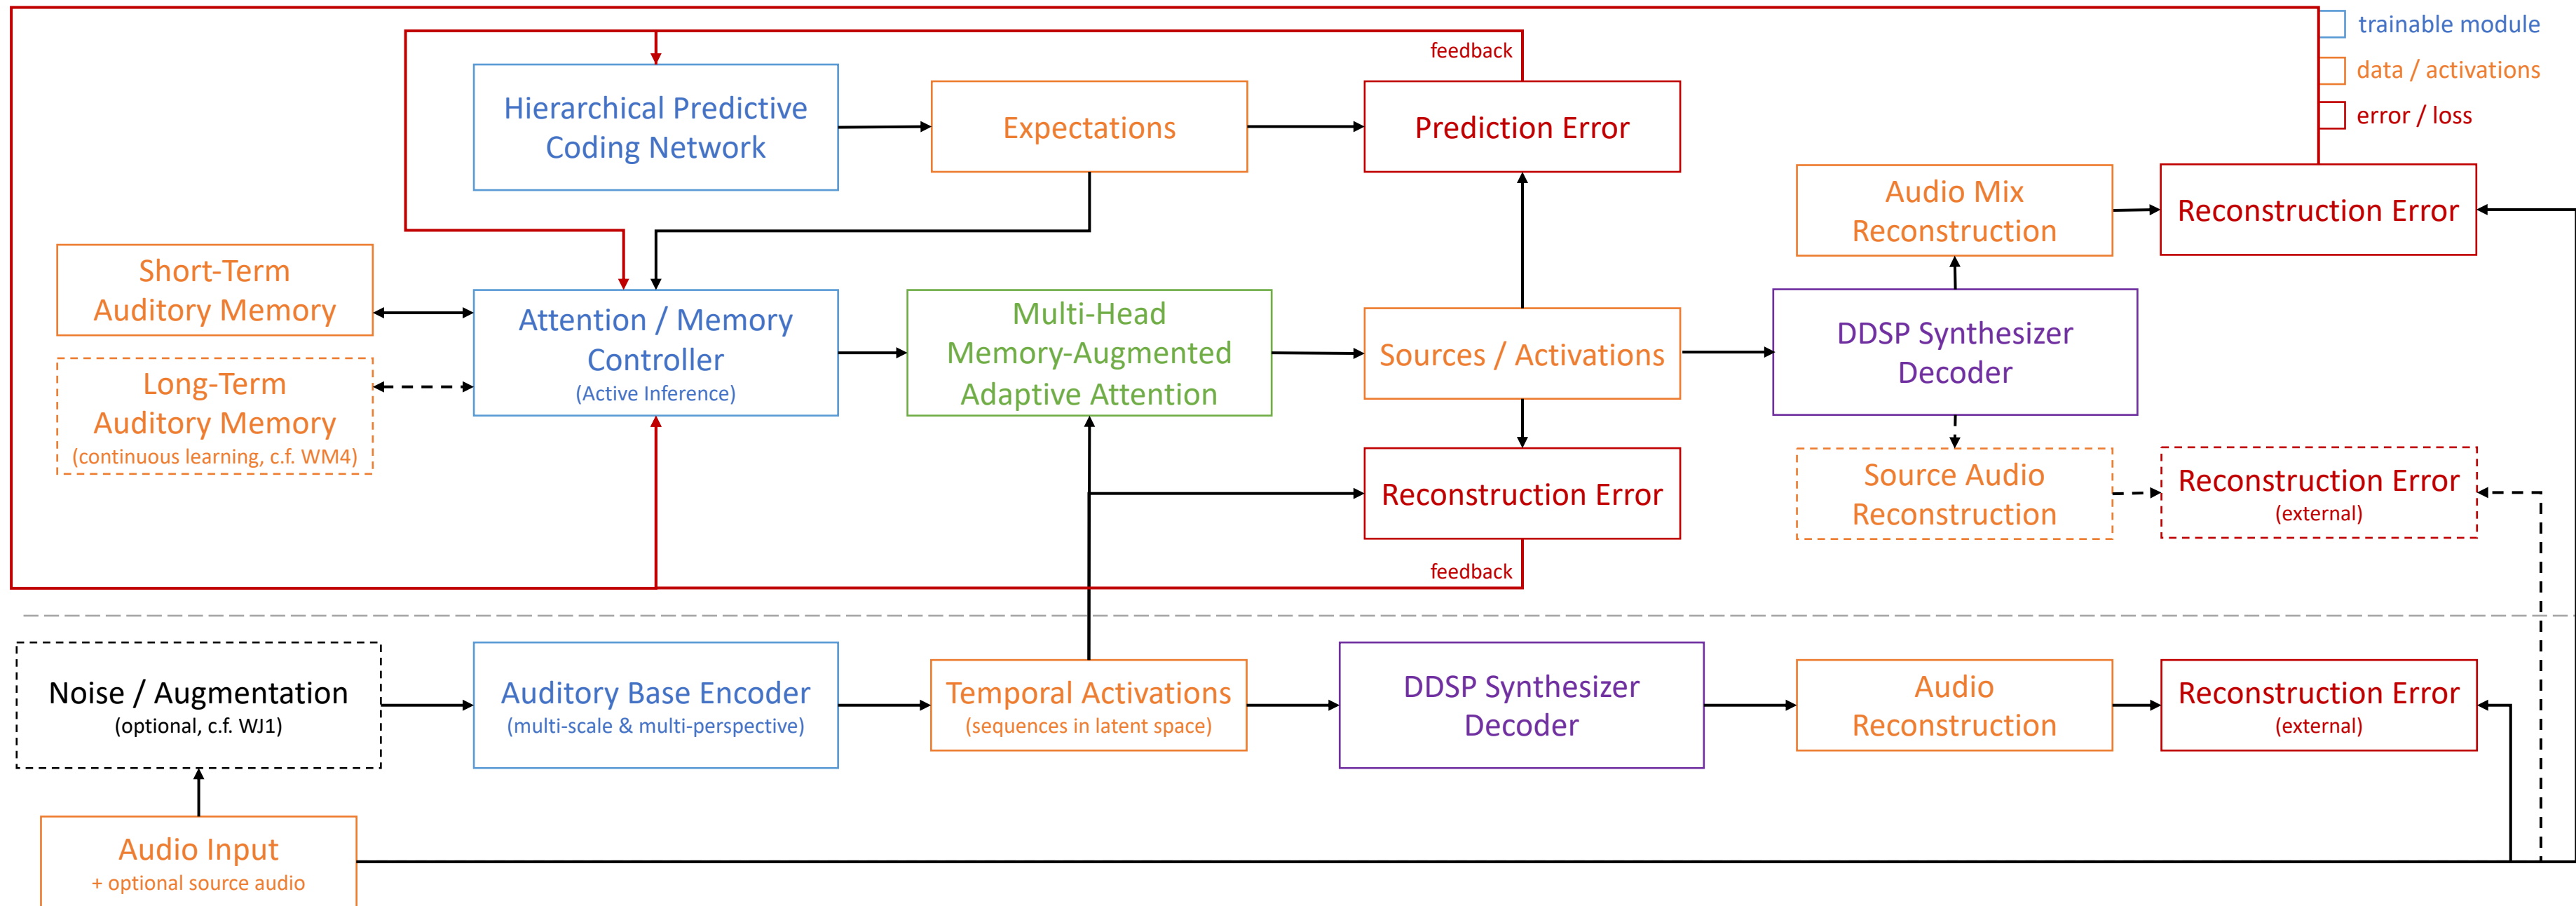 feedback
trainable module
data / activations
error / loss
Hierarchical Predictive
Coding Network
Expectations
Prediction Error
Audio Mix
Reconstruction
Reconstruction Error
Short-Term
Auditory Memory
Long-Term
Auditory Memory
(continuous learning, c.f. WM4)
Attention / Memory
Controller
(Active Inference)
Multi-Head
Memory-Augmented
Adaptive Attention
Sources / Activations
DDSP Synthesizer
Decoder
Reconstruction Error
Source Audio
Reconstruction
Reconstruction Error
(external)
feedback
Noise / Augmentation
(optional, c.f. WJ1)
Auditory Base Encoder
(multi-scale & multi-perspective)
Temporal Activations
(sequences in latent space)
DDSP Synthesizer
Decoder
Audio
Reconstruction
Reconstruction Error
(external)
Audio Input
+ optional source audio